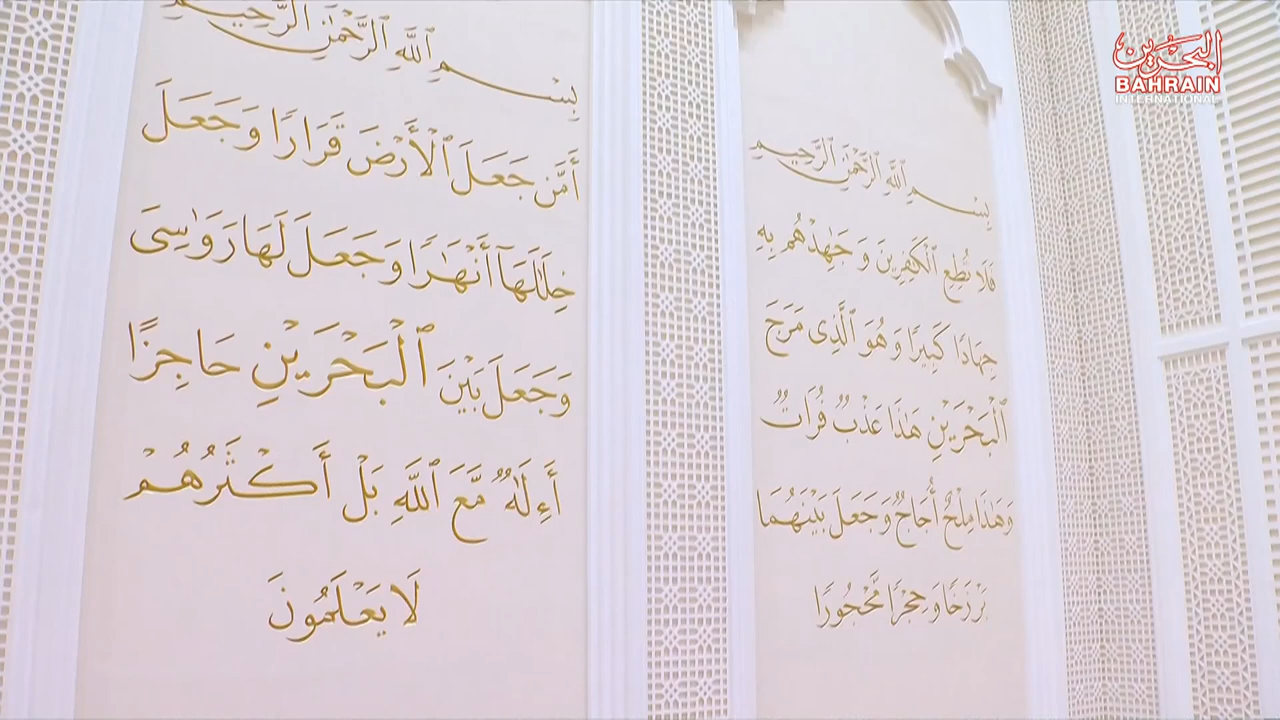 البحرين
BAHRAIN
INTERNATIONAL
بِسْمِ ٱللَّهِ ٱلرَّحْمَٰنِ ٱلرَّحِيمِ
فَلَا تُطِعِ ٱلْكَٰفِرِينَ وَجَٰهِدْهُم بِهِ
جِهَادًا كَبِيرًا وَهُوَ ٱلَّذِى مَرَجَ
ٱلْبَحْرَيْنِ هَٰذَا عَذْبٌ فُرَاتٌ
وَهَٰذَا مِلْحٌ أُجَاجٌ وَجَعَلَ بَيْنَهُمَا
بَرْزَخًا وَحِجْرًا مَّحْجُورًا
بِسْمِ ٱللَّهِ ٱلرَّحْمَٰنِ ٱلرَّحِيمِ
أَمَّن جَعَلَ ٱلْأَرْضَ قَرَارًا وَجَعَلَ
خِلَٰلَهَآ أَنْهَٰرًا وَجَعَلَ لَهَا رَوَٰسِىَ
وَجَعَلَ بَيْنَ ٱلْبَحْرَيْنِ حَاجِزًا
أَءِلَٰهٌ مَّعَ ٱللَّهِ بَلْ أَكْثَرُهُمْ
لَا يَعْلَمُونَ